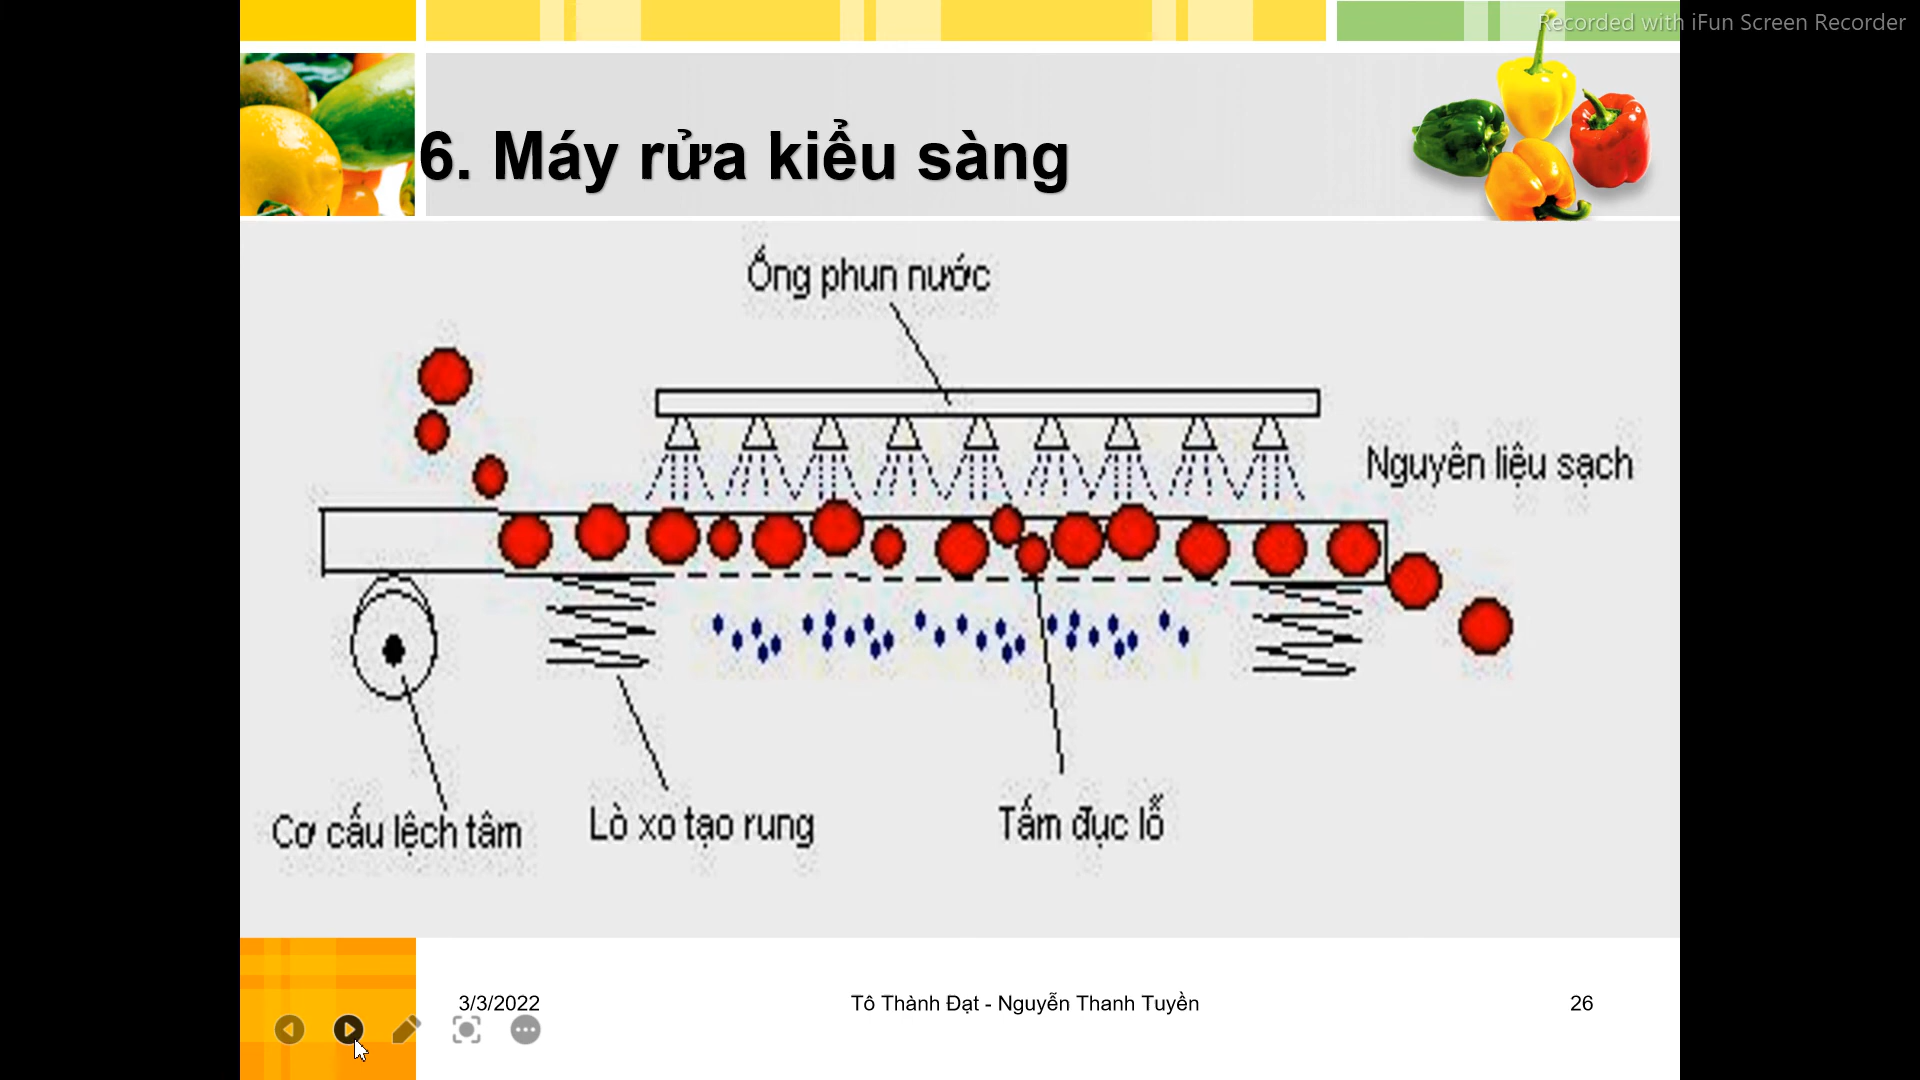 Recorded with iFun Screen Recorder
6. Máy rửa kiểu sàng
Ống phun nước
Nguyên liệu sạch
Cơ cấu lệch tâm
Lò xo tạo rung
Tấm đục lỗ
3/3/2022
Tô Thành Đạt - Nguyễn Thanh Tuyền
26